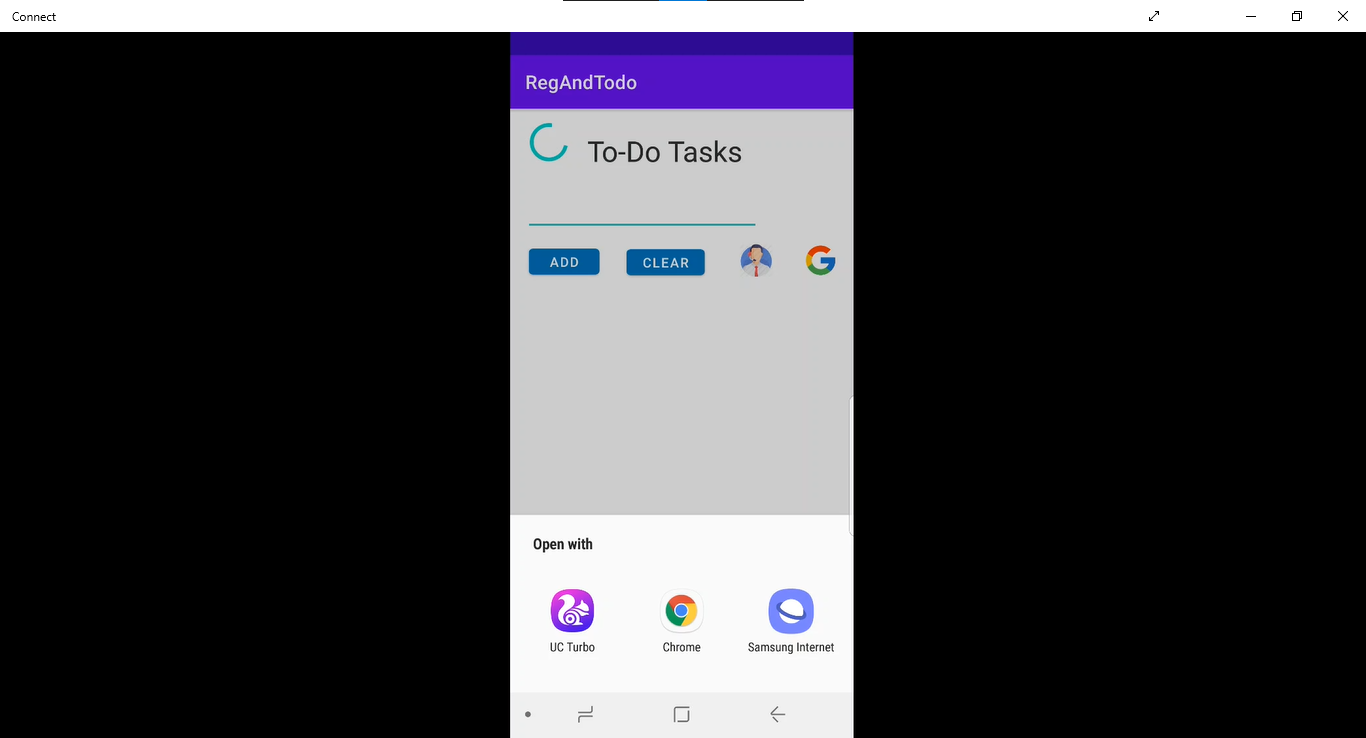 Connect
RegAndTodo
To-Do Tasks
ADD
CLEAR
Open with
UC Turbo
Chrome
Samsung Internet